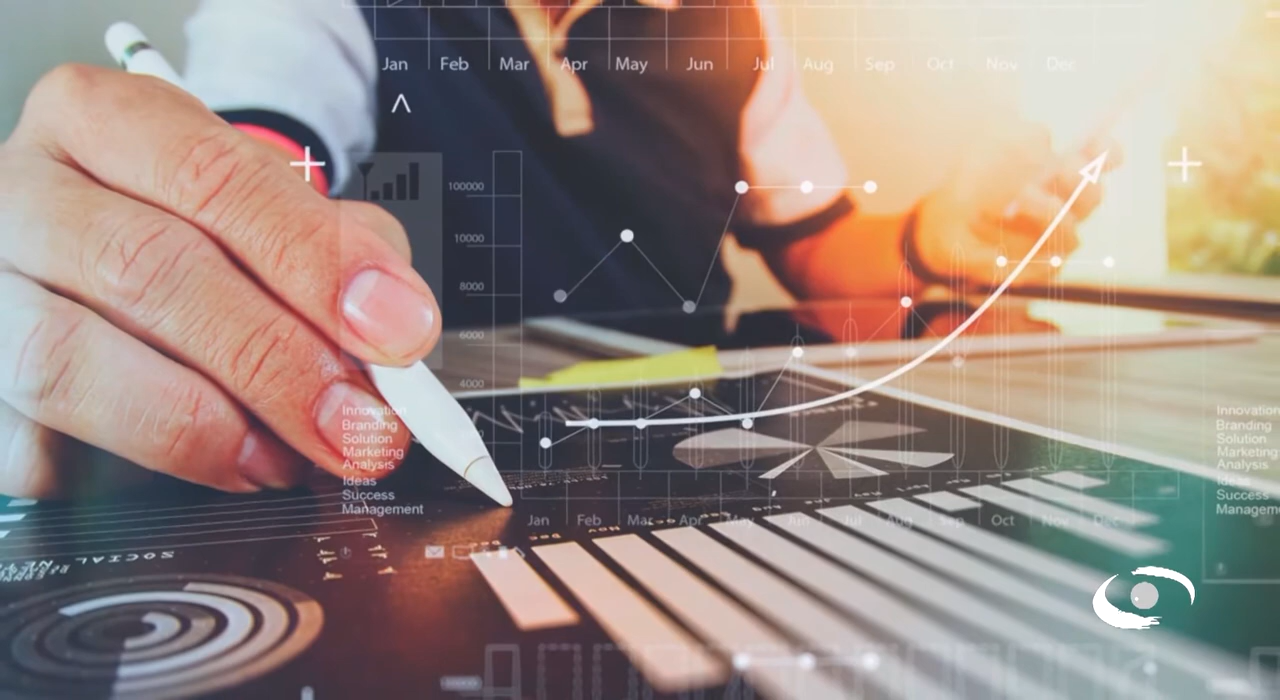 Jan Feb Mar Apr May Jun Jul Aug Sep Oct Nov Dec
100000
10000
8000
6000
4000
Innovation
Branding
Solution
Marketing
Analysis
Ideas
Success
Management
Innovation
Branding
Solution
Marketing
Analysis
Ideas
Success
Managem
Jan Feb Mar Apr May Jun Jul Aug Sep Oct Nov Dec
SOCIAL